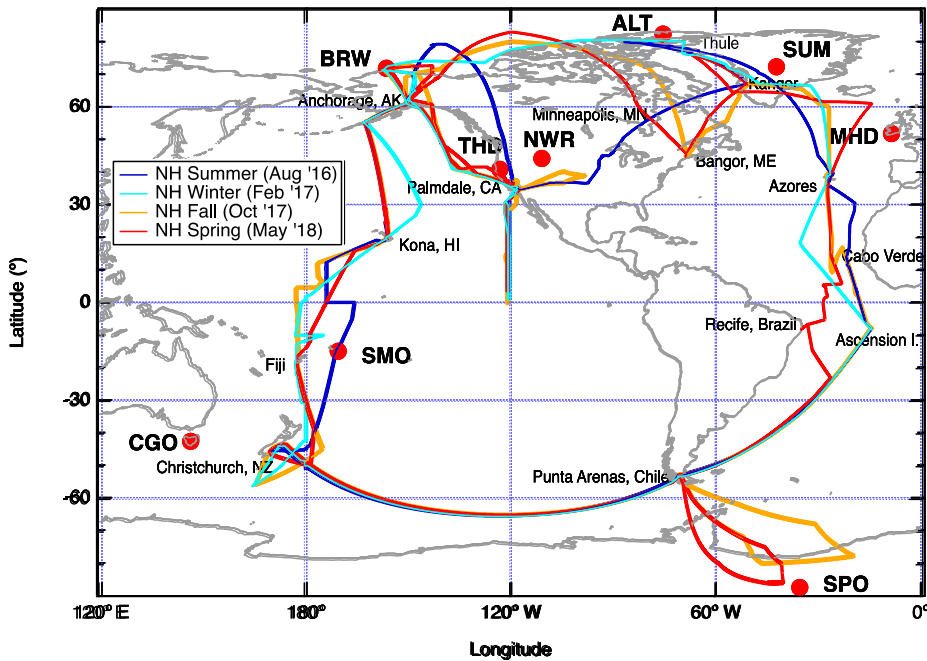 ALT
Thule
SUM
BRW
Kanger
60
Anchorage, AK
Minneapolis, MN
THD
NWR
MHD
Bangor, ME
NH Summer (Aug '16)
NH Winter (Feb '17)
NH Fall (Oct '17)
NH Spring (May '18)
Palmdale, CA
Azores
30
Kona, HI
Cabo Verde
Latitude (°)
0
Recife, Brazil
Ascension I.
SMO
Fiji
-30
CGO
Christchurch, NZ
Punta Arenas, Chile
-60
SPO
120° E
180°
120° W
60° W
0°
Longitude